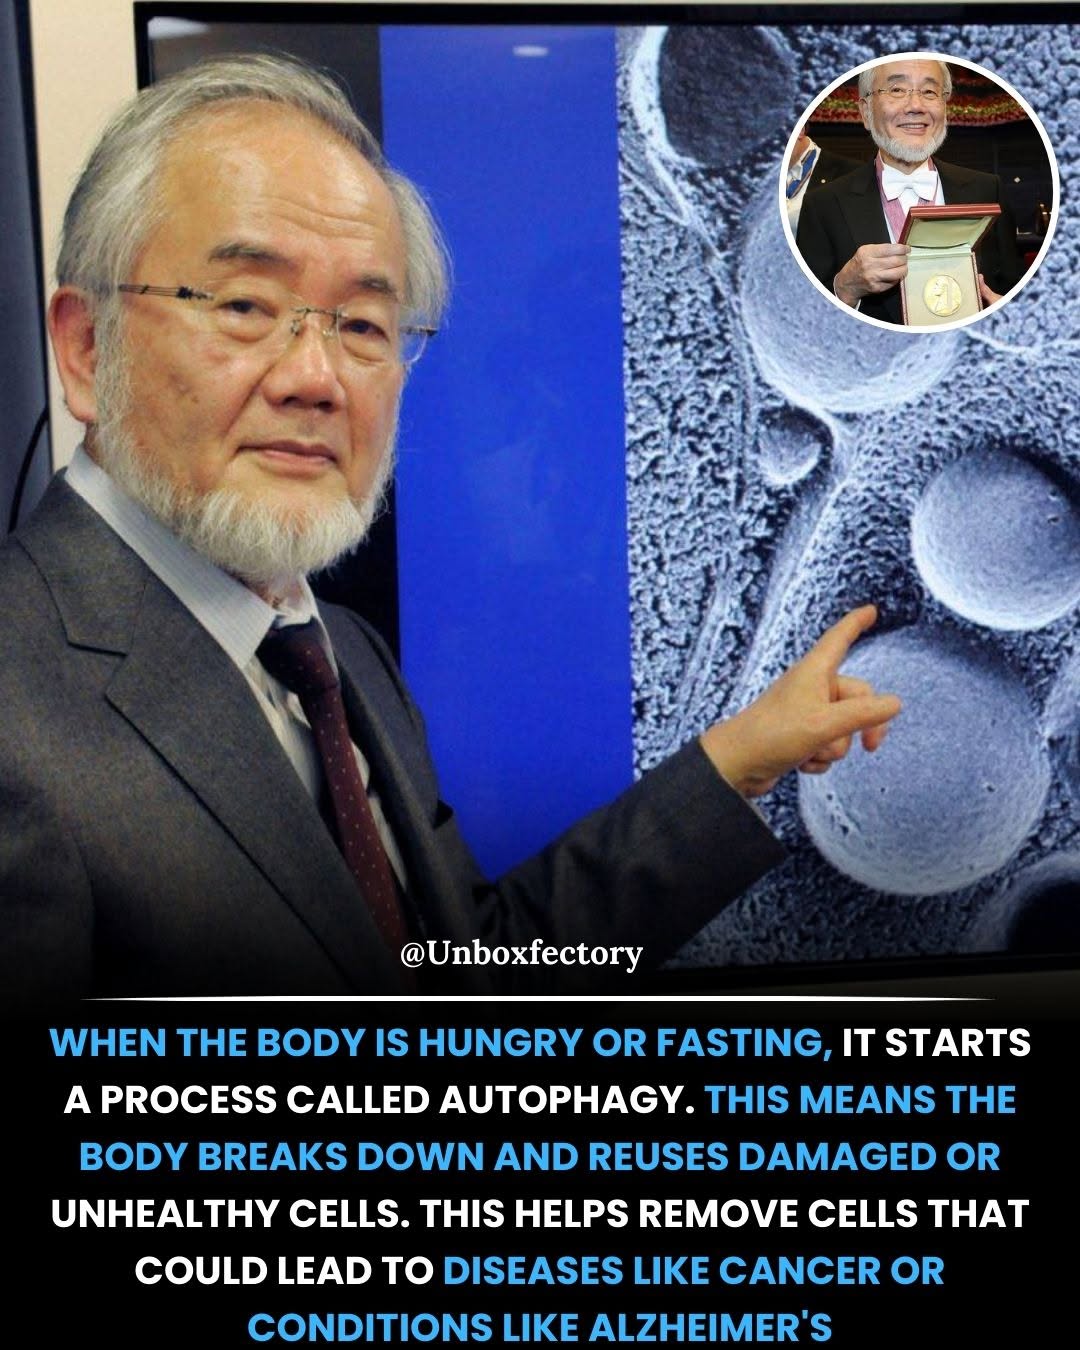 @Unboxfectory
WHEN THE BODY IS HUNGRY OR FASTING, IT STARTS
A PROCESS CALLED AUTOPHAGY. THIS MEANS THE
BODY BREAKS DOWN AND REUSES DAMAGED OR
UNHEALTHY CELLS. THIS HELPS REMOVE CELLS THAT
COULD LEAD TO DISEASES LIKE CANCER OR
CONDITIONS LIKE ALZHEIMER'S